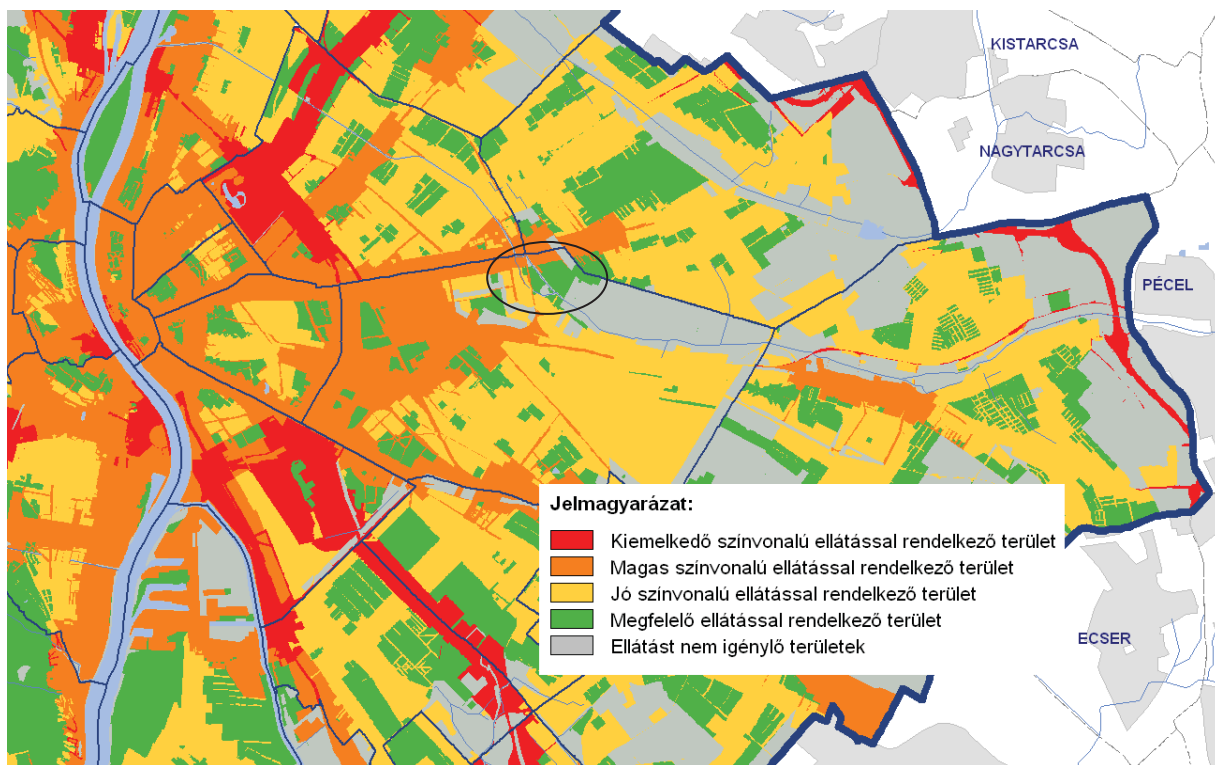 KISTARCSA
NAGYTARCSA
PÉCEL
Jelmagyarázat:
Kiemelkedő színvonalú ellátással rendelkező terület
Magas színvonalú ellátással rendelkező terület
Jó színvonalú ellátással rendelkező terület
Megfelelő ellátással rendelkező terület
Ellátást nem igénylő területek
ECSER